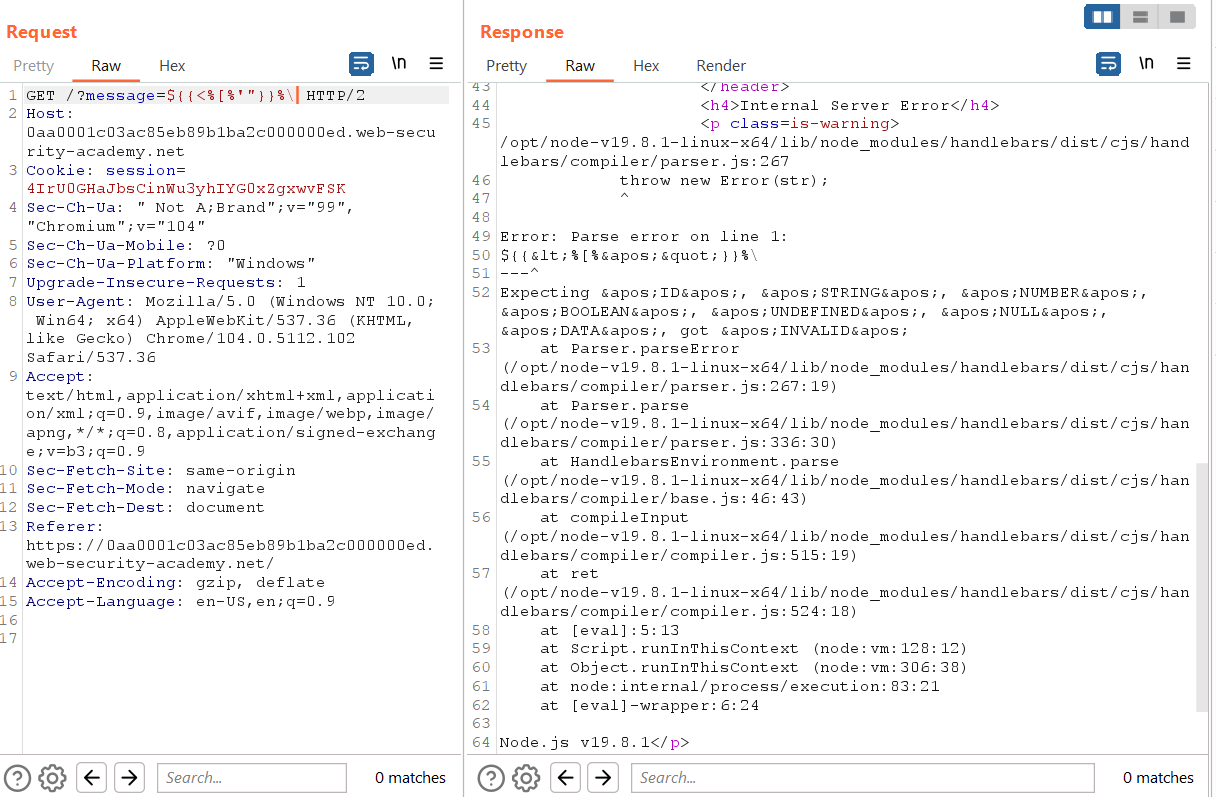 Request
Pretty Raw Hex \n
1 GET /?message=${{<%[%'"}}%\ HTTP/2
2 Host:
0aa0001c03ac85eb89b1ba2c000000ed.web-secu
rity-academy.net
3 Cookie: session=
4IrU0GHaJbsCinWu3yhIYG0xZgxwvFSK
4 Sec-Ch-Ua: " Not A;Brand";v="99",
"Chromium";v="104"
5 Sec-Ch-Ua-Mobile: ?0
6 Sec-Ch-Ua-Platform: "Windows"
7 Upgrade-Insecure-Requests: 1
8 User-Agent: Mozilla/5.0 (Windows NT 10.0;
Win64; x64) AppleWebKit/537.36 (KHTML,
like Gecko) Chrome/104.0.5112.102
Safari/537.36
9 Accept:
text/html,application/xhtml+xml,applicati
on/xml;q=0.9,image/avif,image/webp,image/
apng,*/*;q=0.8,application/signed-exchang
e;v=b3;q=0.9
10 Sec-Fetch-Site: same-origin
11 Sec-Fetch-Mode: navigate
12 Sec-Fetch-Dest: document
13 Referer:
https://0aa0001c03ac85eb89b1ba2c000000ed.
web-security-academy.net/
14 Accept-Encoding: gzip, deflate
15 Accept-Language: en-US,en;q=0.9
16
17
? Search... 0 matches
Response
Pretty Raw Hex Render \n
43 </header>
44 <h4>Internal Server Error</h4>
45 <p class=is-warning>
/opt/node-v19.8.1-linux-x64/lib/node_modules/handlebars/dist/cjs/hand
lebars/compiler/parser.js:267
46 throw new Error(str);
47 ^
48
49 Error: Parse error on line 1:
50 ${{&lt;%[%&apos;&quot;}}%\
51 ---^
52 Expecting &apos;ID&apos;, &apos;STRING&apos;, &apos;NUMBER&apos;,
&apos;BOOLEAN&apos;, &apos;UNDEFINED&apos;, &apos;NULL&apos;,
&apos;DATA&apos;, got &apos;INVALID&apos;
53 at Parser.parseError
(/opt/node-v19.8.1-linux-x64/lib/node_modules/handlebars/dist/cjs/han
dlebars/compiler/parser.js:267:19)
54 at Parser.parse
(/opt/node-v19.8.1-linux-x64/lib/node_modules/handlebars/dist/cjs/han
dlebars/compiler/parser.js:336:30)
55 at HandlebarsEnvironment.parse
(/opt/node-v19.8.1-linux-x64/lib/node_modules/handlebars/dist/cjs/han
dlebars/compiler/base.js:46:43)
56 at compileInput
(/opt/node-v19.8.1-linux-x64/lib/node_modules/handlebars/dist/cjs/han
dlebars/compiler/compiler.js:515:19)
57 at ret
(/opt/node-v19.8.1-linux-x64/lib/node_modules/handlebars/dist/cjs/han
dlebars/compiler/compiler.js:524:18)
58 at [eval]:5:13
59 at Script.runInThisContext (node:vm:128:12)
60 at Object.runInThisContext (node:vm:306:38)
61 at node:internal/process/execution:83:21
62 at [eval]-wrapper:6:24
63
64 Node.js v19.8.1</p>
? Search... 0 matches